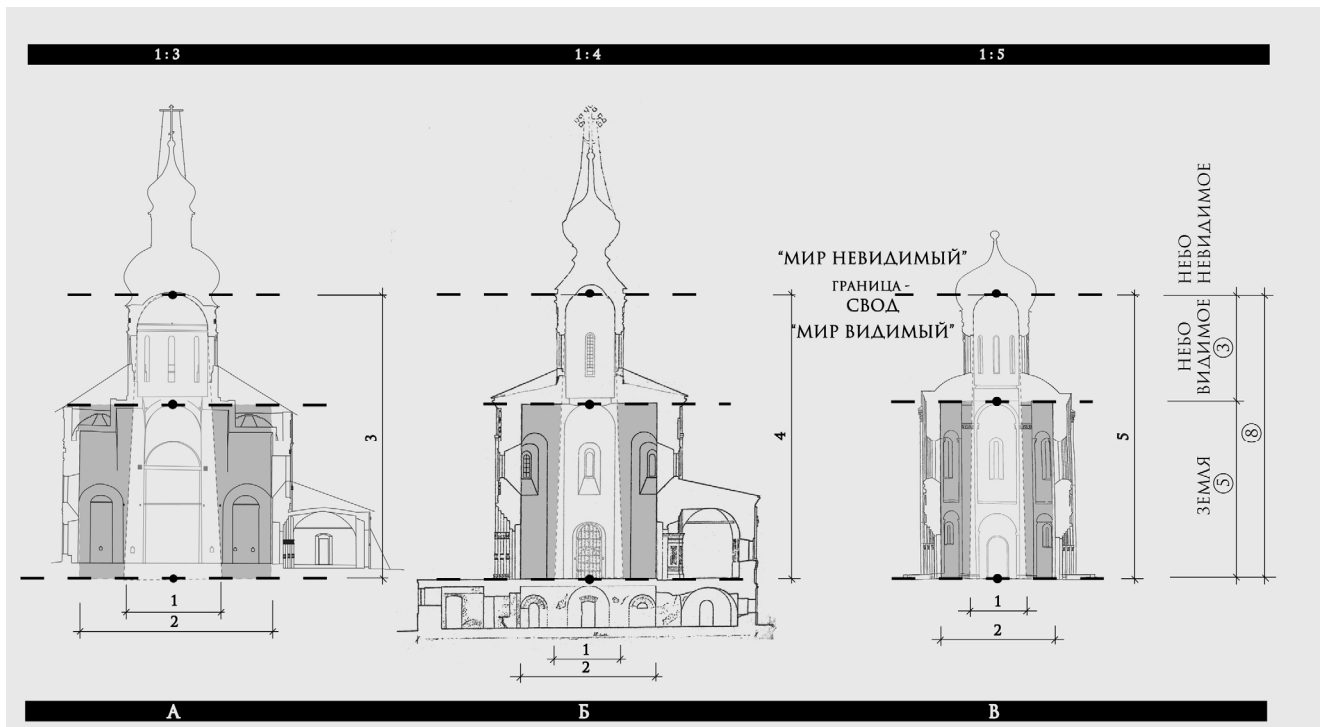 1:3
1:4
1:5
"МИР НЕВИДИМЫЙ"
ГРАНИЦА -
СВОД
"МИР ВИДИМЫЙ"
НЕБО
НЕВИДИМОЕ
НЕБО
ВИДИМОЕ
3
ЗЕМЛЯ
5
8
3
4
5
1
2
1
2
1
2
А
Б
В